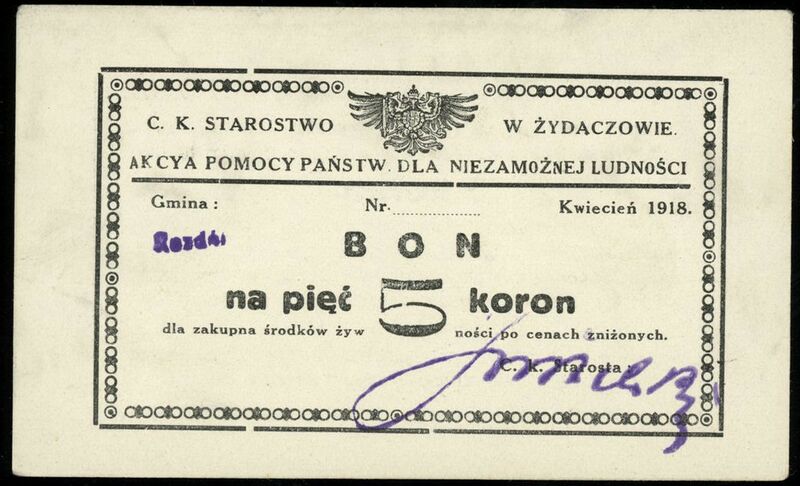 C. K. STAROSTWO W ŻYDACZOWIE.
AKCYA POMOCY PAŃSTW. DLA NIEZAMOŻNEJ LUDNOŚCI
Gmina : Nr. Kwiecień 1918.
BON
na pięć 5 koron
dla zakupna środków żyw ności po cenach zniżonych.
C. k. Starosta :